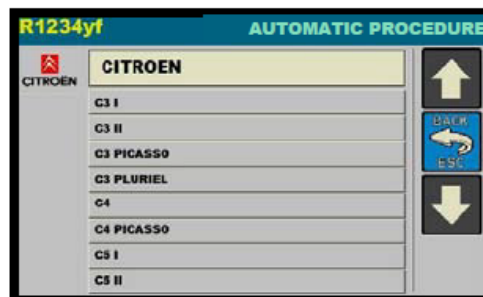 R1234yf AUTOMATIC PROCEDURE
CITROËN
CITROEN
C3 I
C3 II
C3 PICASSO
C3 PLURIEL
C4
C4 PICASSO
C5 I
C5 II
BACK
ESC